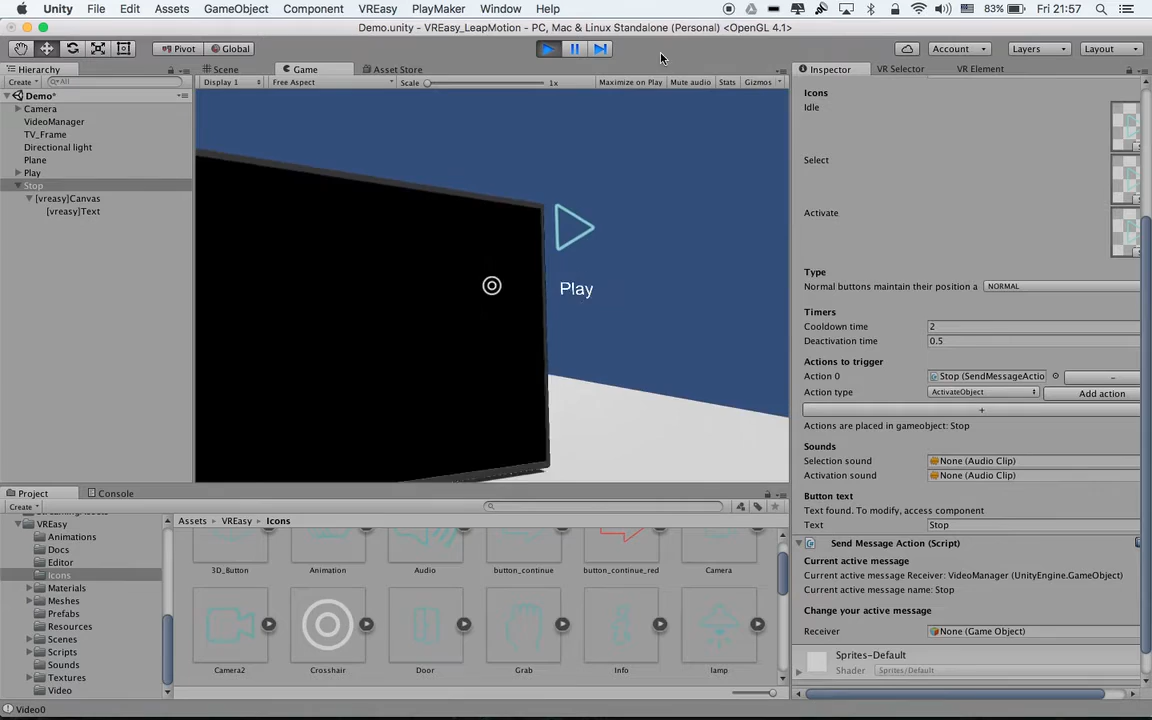 Unity File Edit Assets GameObject Component VREasy PlayMaker Window Help 83% Fri 21:57
Demo.unity - VREasy_LeapMotion - PC, Mac & Linux Standalone (Personal) <OpenGL 4.1>
Pivot Global Account Layers Layout
Hierarchy Scene Game Asset Store Inspector VR Selector VR Element
Create All Display 1 Free Aspect Scale 1x Maximize on Play Mute audio Stats Gizmos
Demo*
Camera
VideoManager
TV_Frame
Directional light
Plane
Play
Stop
[vreasy]Canvas
[vreasy]Text
Play
Icons
Idle
Select
Activate
Type
Normal buttons maintain their position a NORMAL
Timers
Cooldown time 2
Deactivation time 0.5
Actions to trigger
Action 0 Stop (SendMessageActio –
Action type ActivateObject Add action
+
Actions are placed in gameobject: Stop
Sounds
Selection sound None (Audio Clip)
Activation sound None (Audio Clip)
Button text
Text found. To modify, access component
Text Stop
Send Message Action (Script)
Current active message
Current active message Receiver: VideoManager (UnityEngine.GameObject)
Current active message name: Stop
Change your active message
Receiver None (Game Object)
Sprites-Default
Shader Sprites/Default
Project Console
Create
VREasy
Animations
Docs
Editor
Icons
Materials
Meshes
Prefabs
Resources
Scenes
Scripts
Sounds
Textures
Video
Assets VREasy Icons
3D_Button Animation Audio button_continue button_continue_red Camera
Camera2 Crosshair Door Grab Info lamp
Video0